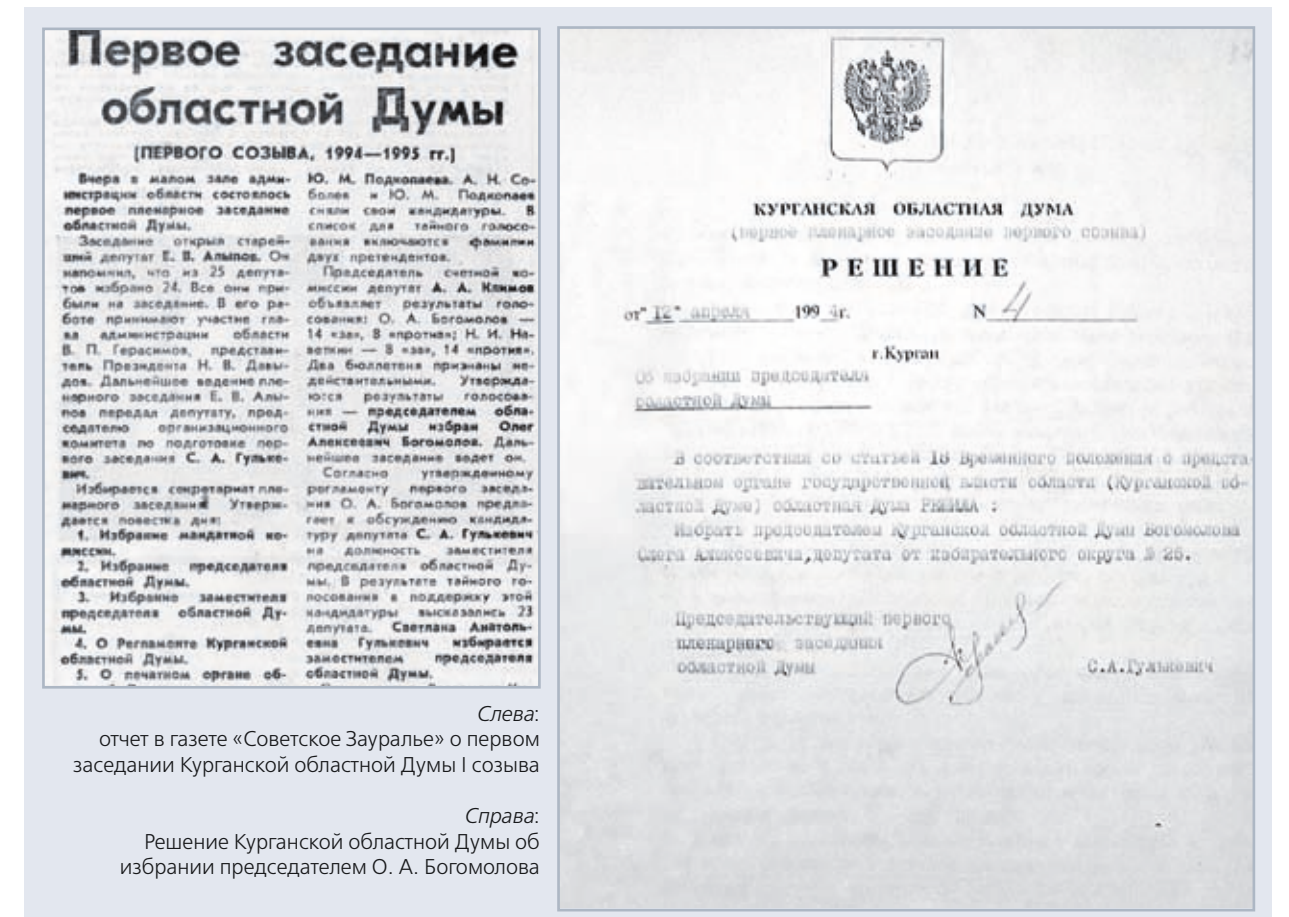 Первое заседание
областной Думы
[ПЕРВОГО СОЗЫВА, 1994—1995 гг.]
Вчера в малом зале адми-
нистрации области состоялось
первое пленарное заседание
областной Думы.
Заседание открыл старей-
ший депутат Е. В. Алыпов. Он
напомнил, что из 25 депута-
тов избрано 24. Все они при-
были на заседание. В его ра-
боте принимают участие гла-
ва администрации области
В. П. Герасимов, представи-
тель Президента Н. В. Давы-
дов. Дальнейшее ведение пле-
нарного заседания Е. В. Алы-
пов передал депутату, пред-
седателю организационного
комитета по подготовке пер-
вого заседания С. А. Гульке-
вич.
Избирается секретариат пле-
нарного заседания. Утверж-
дается повестка дня:
1. Избрание мандатной ко-
миссии.
2. Избрание председателя
областной Думы.
3. Избрание заместителя
председателя областной Ду-
мы.
4. О Регламенте Курганской
областной Думы.
5. О печатном органе об-
Ю. М. Подкопаева. А. Н. Со-
болев и Ю. М. Подкопаев
сняли свои кандидатуры. В
список для тайного голосо-
вания включаются фамилии
двух претендентов.
Председатель счетной ко-
миссии депутат А. А. Климов
объявляет результаты голо-
сования: О. А. Богомолов —
14 «за», 8 «против»; Н. И. На-
веткин — 8 «за», 14 «против».
Два бюллетеня признаны не-
действительными. Утвержда-
ются результаты голосова-
ния — председателем обла-
стной Думы избран Олег
Алексеевич Богомолов. Даль-
нейшее заседание ведет он.
Согласно утвержденному
регламенту первого заседа-
ния О. А. Богомолов предла-
гает к обсуждению кандида-
туру депутата С. А. Гулькевич
на должность заместителя
председателя областной Ду-
мы. В результате тайного го-
лосования в поддержку этой
кандидатуры высказались 23
депутата. Светлана Анатоль-
евна Гулькевич избирается
заместителем председателя
областной Думы.
Слева:
отчет в газете «Советское Зауралье» о первом
заседании Курганской областной Думы I созыва
Справа:
Решение Курганской областной Думы об
избрании председателем О. А. Богомолова
КУРГАНСКАЯ ОБЛАСТНАЯ ДУМА
(первое пленарное заседание первого созыва)
РЕШЕНИЕ
от "12" апреля 1994г. N 4
г.Курган
Об избрании председателя
областной Думы
В соответствии со статьей 18 Временного положения о предста-
вительном органе государственной власти области (Курганской об-
ластной Думе) областная Дума РЕШИЛА :
Избрать председателем Курганской областной Думы Богомолова
Олега Алексеевича, депутата от избирательного округа № 25.
Председательствующий первого
пленарного заседания
областной Думы С.А.Гулькевич